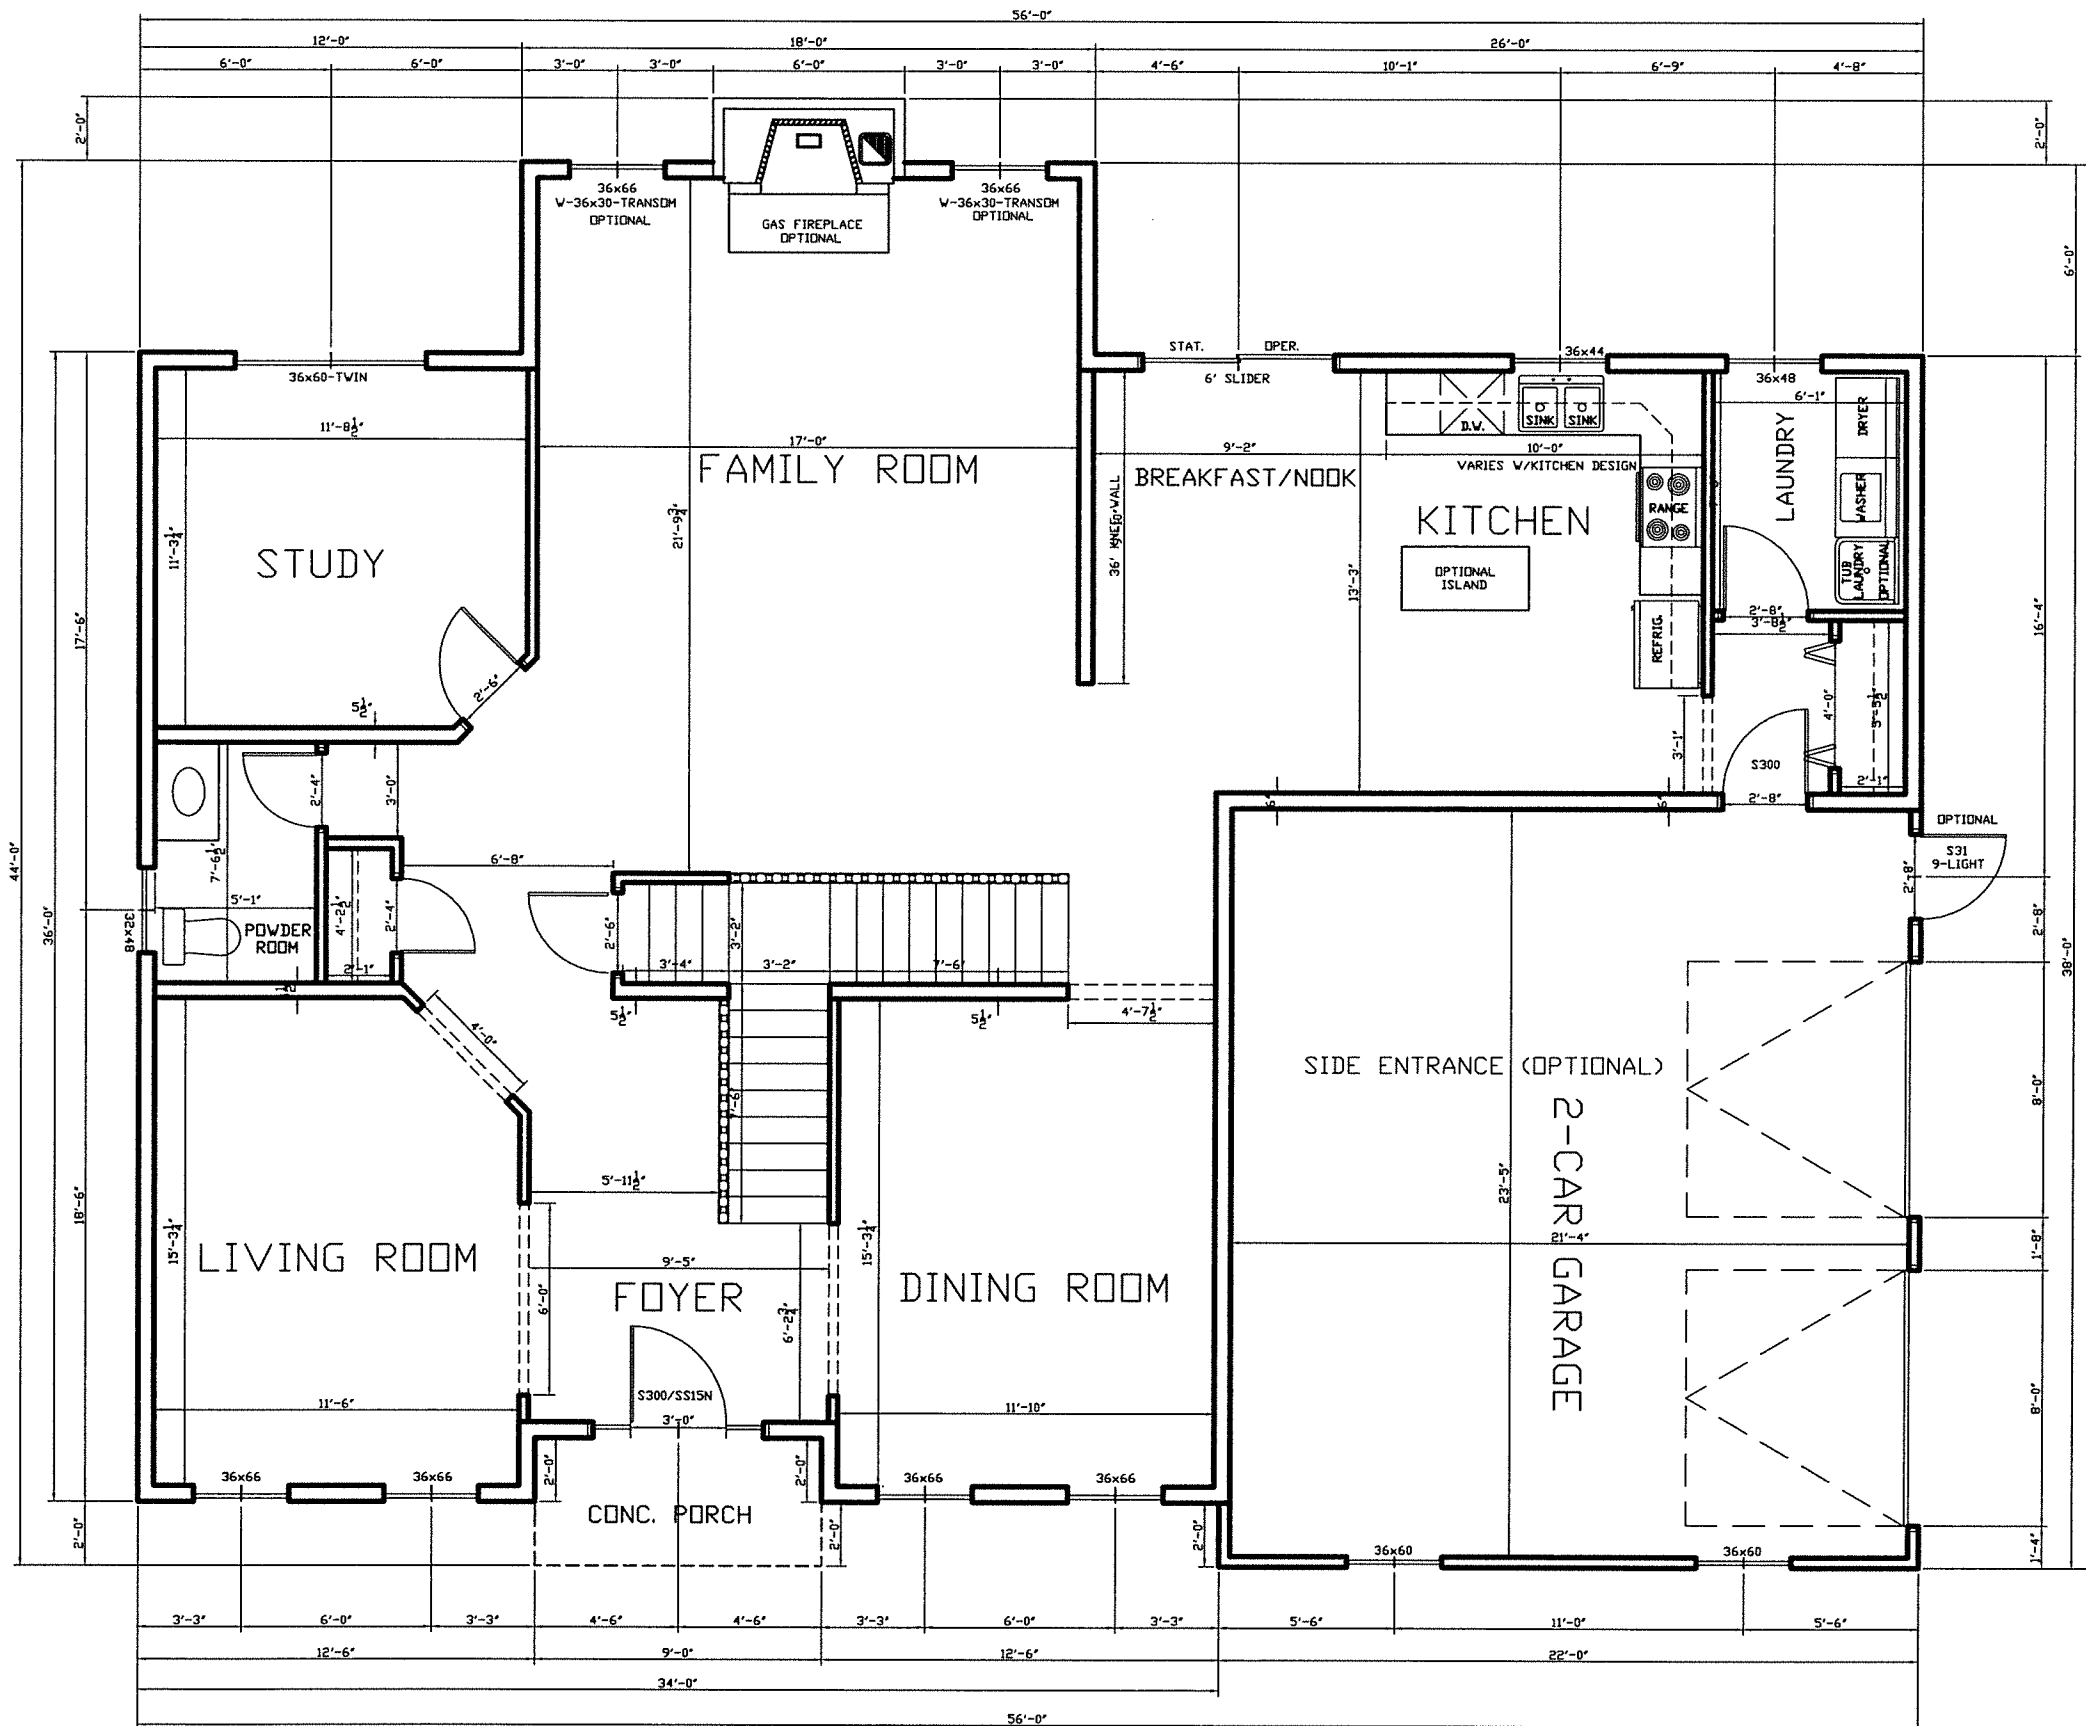 56'-0"
12'-0"
18'-0"
26'-0"
6'-0"
6'-0"
3'-0"
3'-0"
6'-0"
3'-0"
3'-0"
4'-6"
10'-1"
6'-9"
4'-8"
2'-0"
2'-0"
36x66
W-36x30-TRANSOM
OPTIONAL
GAS FIREPLACE
OPTIONAL
36x66
W-36x30-TRANSOM
OPTIONAL
6'-0"
36x60-TWIN
STAT.
OPER.
6' SLIDER
36x44
36x48
6'-1"
11'-8½"
17'-0"
9'-2"
10'-0"
D.W.
SINK
SINK
DRYER
FAMILY ROOM
BREAKFAST/NOOK
VARIES W/KITCHEN DESIGN
LAUNDRY
WASHER
RANGE
KITCHEN
21'-9¾"
36' KNEE WALL
11'-3¼"
STUDY
13'-3"
OPTIONAL
ISLAND
TUB
LAUNDRY
OPTIONAL
17'-6"
2'-8"
3'-8½"
16'-4"
REFRIG.
2'-6"
5½"
4'-0"
5'-5½"
3'-1"
S300
2'-1"
2'-8"
6"
6"
2'-4"
3'-0"
OPTIONAL
S31
9-LIGHT
2'-8"
7'-6½"
6'-8"
44'-0"
36'-0"
5'-1"
POWDER
ROOM
32x48
4'-2½"
2'-4"
2'-6"
3'-2"
2'-8"
38'-0"
2'-1"
3'-4"
3'-2"
7'-6"
5½"
5½"
4'-7½"
4'-0"
SIDE ENTRANCE (OPTIONAL)
8'-0"
2-CAR GARAGE
7'-6"
23'-5"
5'-11½"
18'-6"
15'-3¼"
LIVING ROOM
15'-3¼"
21'-4"
1'-8"
9'-5"
6'-0"
FOYER
DINING ROOM
6'-2¾"
S300/SS15N
3'-0"
11'-6"
11'-10"
8'-0"
36x66
36x66
2'-0"
2'-0"
36x66
36x66
CONC. PORCH
2'-0"
2'-0"
2'-0"
36x60
36x60
1'-4"
3'-3"
6'-0"
3'-3"
4'-6"
4'-6"
3'-3"
6'-0"
3'-3"
5'-6"
11'-0"
5'-6"
12'-6"
9'-0"
12'-6"
22'-0"
34'-0"
56'-0"